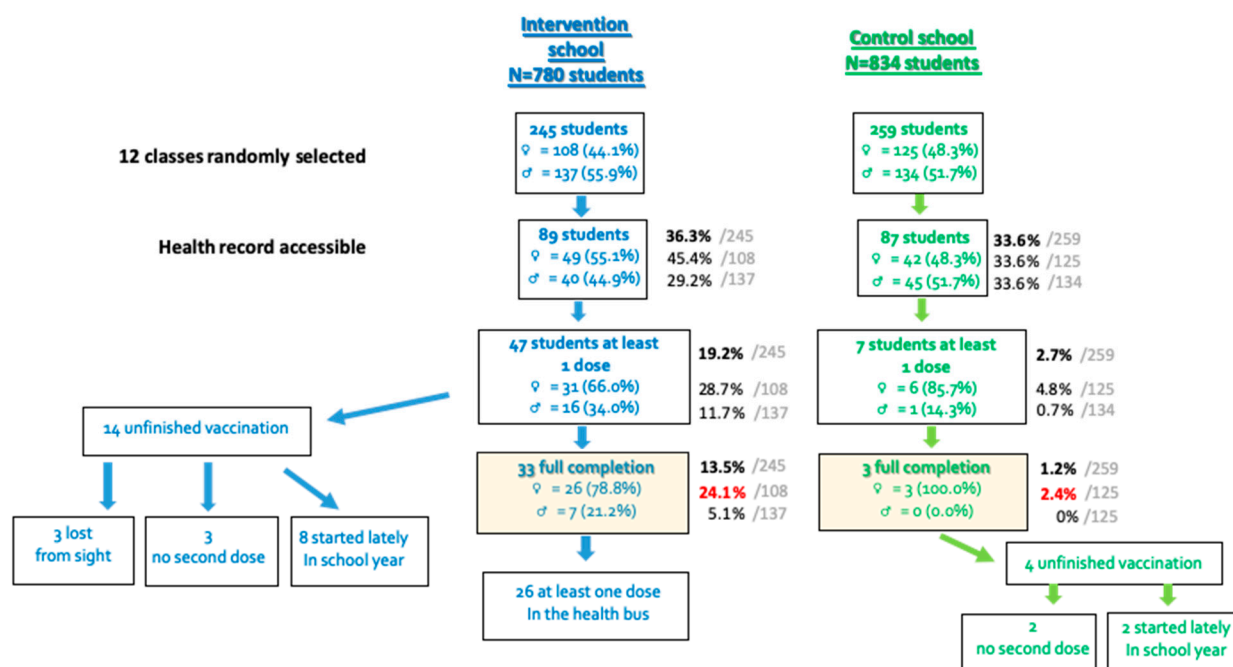 Intervention
school
N=780 students
Control school
N=834 students
12 classes randomly selected
245 students
♀ = 108 (44.1%)
♂ = 137 (55.9%)
259 students
♀ = 125 (48.3%)
♂ = 134 (51.7%)
Health record accessible
89 students
♀ = 49 (55.1%)
♂ = 40 (44.9%)
36.3% /245
45.4% /108
29.2% /137
87 students
♀ = 42 (48.3%)
♂ = 45 (51.7%)
33.6% /259
33.6% /125
33.6% /134
47 students at least
1 dose
♀ = 31 (66.0%)
♂ = 16 (34.0%)
19.2% /245
28.7% /108
11.7% /137
7 students at least
1 dose
♀ = 6 (85.7%)
♂ = 1 (14.3%)
2.7% /259
4.8% /125
0.7% /134
14 unfinished vaccination
33 full completion
♀ = 26 (78.8%)
♂ = 7 (21.2%)
13.5% /245
24.1% /108
5.1% /137
3 full completion
♀ = 3 (100.0%)
♂ = 0 (0.0%)
1.2% /259
2.4% /125
0% /125
3 lost
from sight
3
no second dose
8 started lately
In school year
26 at least one dose
In the health bus
4 unfinished vaccination
2
no second dose
2 started lately
In school year